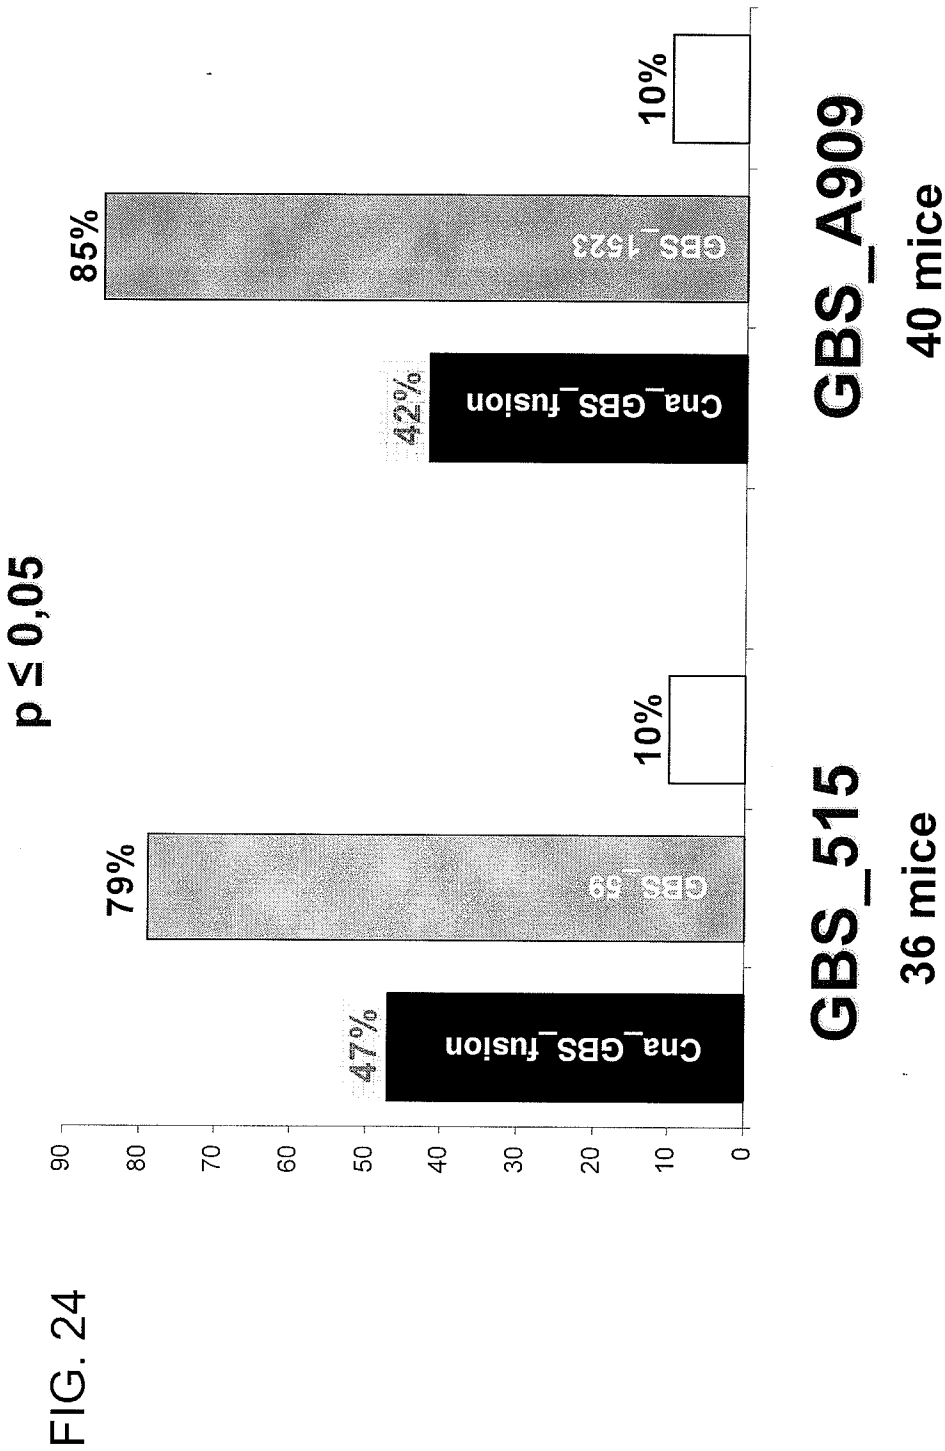 FIG. 24
p ≤ 0,05
90
80
70
60
50
40
30
20
10
0
47%
Cna_GBS_fusion
79%
GBS_59
10%
42%
Cna_GBS_fusion
85%
GBS_1523
10%
GBS_515
36 mice
GBS_A909
40 mice